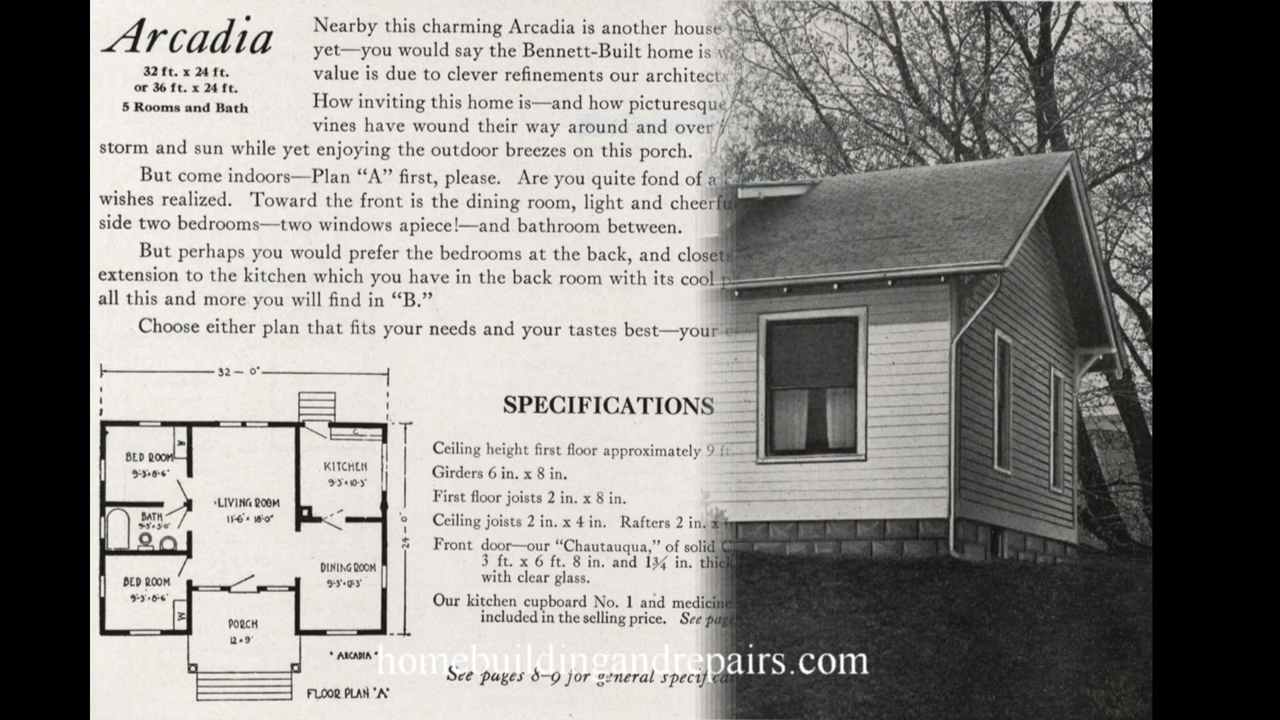 Arcadia
32 ft. x 24 ft.
or 36 ft. x 24 ft.
5 Rooms and Bath
Nearby this charming Arcadia is another house
yet—you would say the Bennett-Built home is
value is due to clever refinements our architects
How inviting this home is—and how picturesque
vines have wound their way around and over
storm and sun while yet enjoying the outdoor breezes on this porch.
But come indoors—Plan “A” first, please. Are you quite fond of a
wishes realized. Toward the front is the dining room, light and cheerfu
side two bedrooms—two windows apiece!—and bathroom between.
But perhaps you would prefer the bedrooms at the back, and closets
extension to the kitchen which you have in the back room with its cool
all this and more you will find in “B.”
Choose either plan that fits your needs and your tastes best—your
SPECIFICATIONS
Ceiling height first floor approximately 9 ft
Girders 6 in. x 8 in.
First floor joists 2 in. x 8 in.
Ceiling joists 2 in. x 4 in. Rafters 2 in. x
Front door—our “Chautauqua,” of solid
3 ft. x 6 ft. 8 in. and 1¾ in. thick
with clear glass.
Our kitchen cupboard No. 1 and medicine
included in the selling price. See page
See pages 8–9 for general specifica
32 – 0"
24 – 0"
BED ROOM
9'-3"×8'-6"
W
LIVING ROOM
11'-6" × 18'-0"
C
KITCHEN
9'-3"×10'-3"
BATH
BED ROOM
9'-3"×8'-6"
W
DINING ROOM
9'-3"×12'-3"
PORCH
12×9'
"ARCADIA"
FLOOR PLAN "A"
homebuildingandrepairs.com